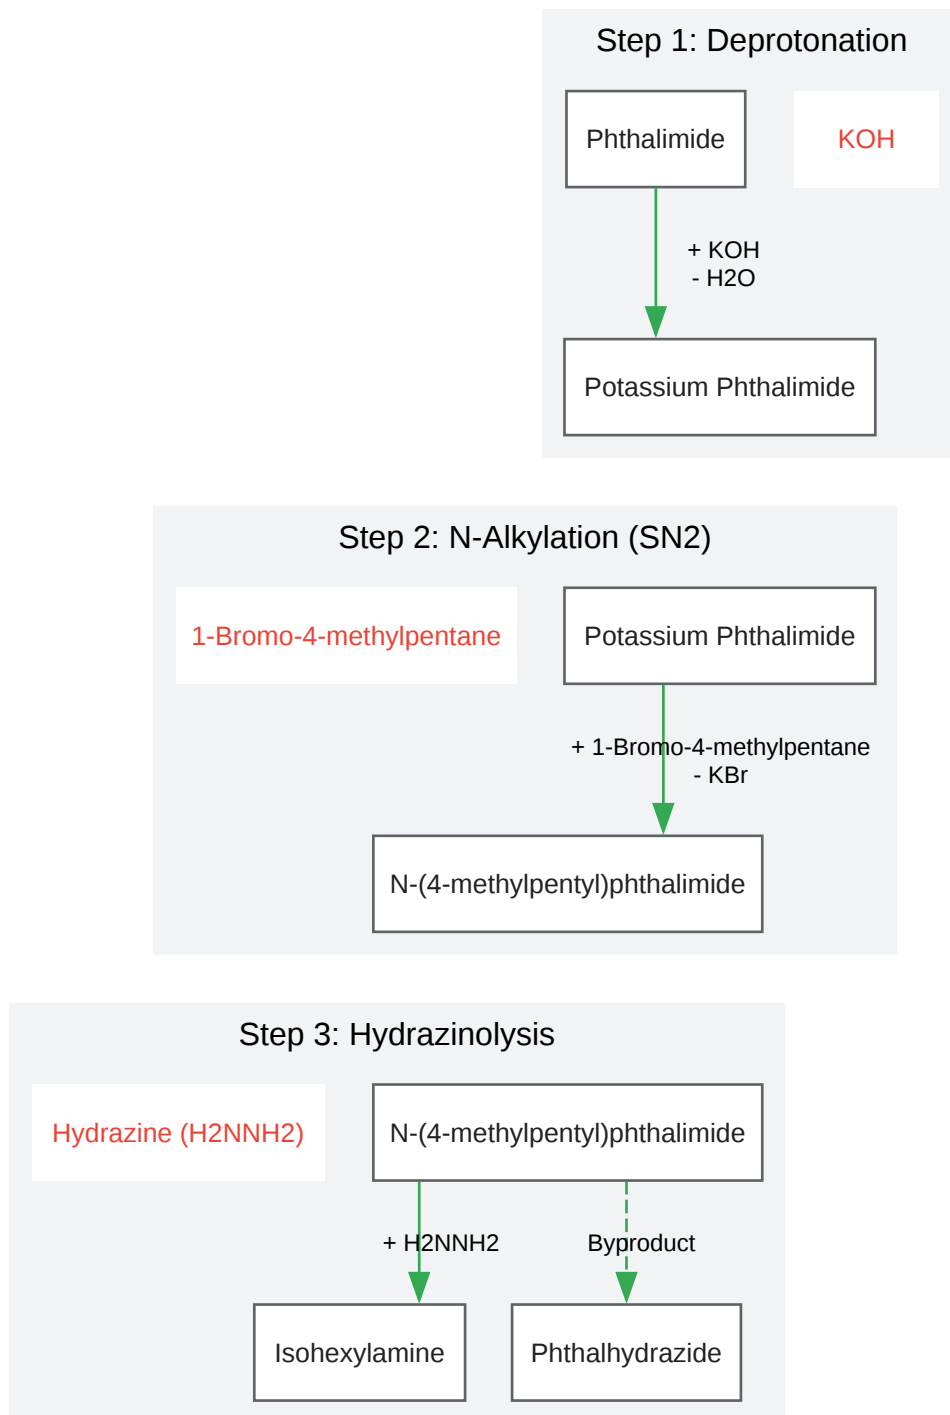 Step 1: Deprotonation
Phthalimide
KOH
+ KOH
- H2O
Potassium Phthalimide
Step 2: N-Alkylation (SN2)
1-Bromo-4-methylpentane
Potassium Phthalimide
+ 1-Bromo-4-methylpentane
- KBr
N-(4-methylpentyl)phthalimide
Step 3: Hydrazinolysis
Hydrazine (H2NNH2)
N-(4-methylpentyl)phthalimide
+ H2NNH2
Byproduct
Isohexylamine
Phthalhydrazide